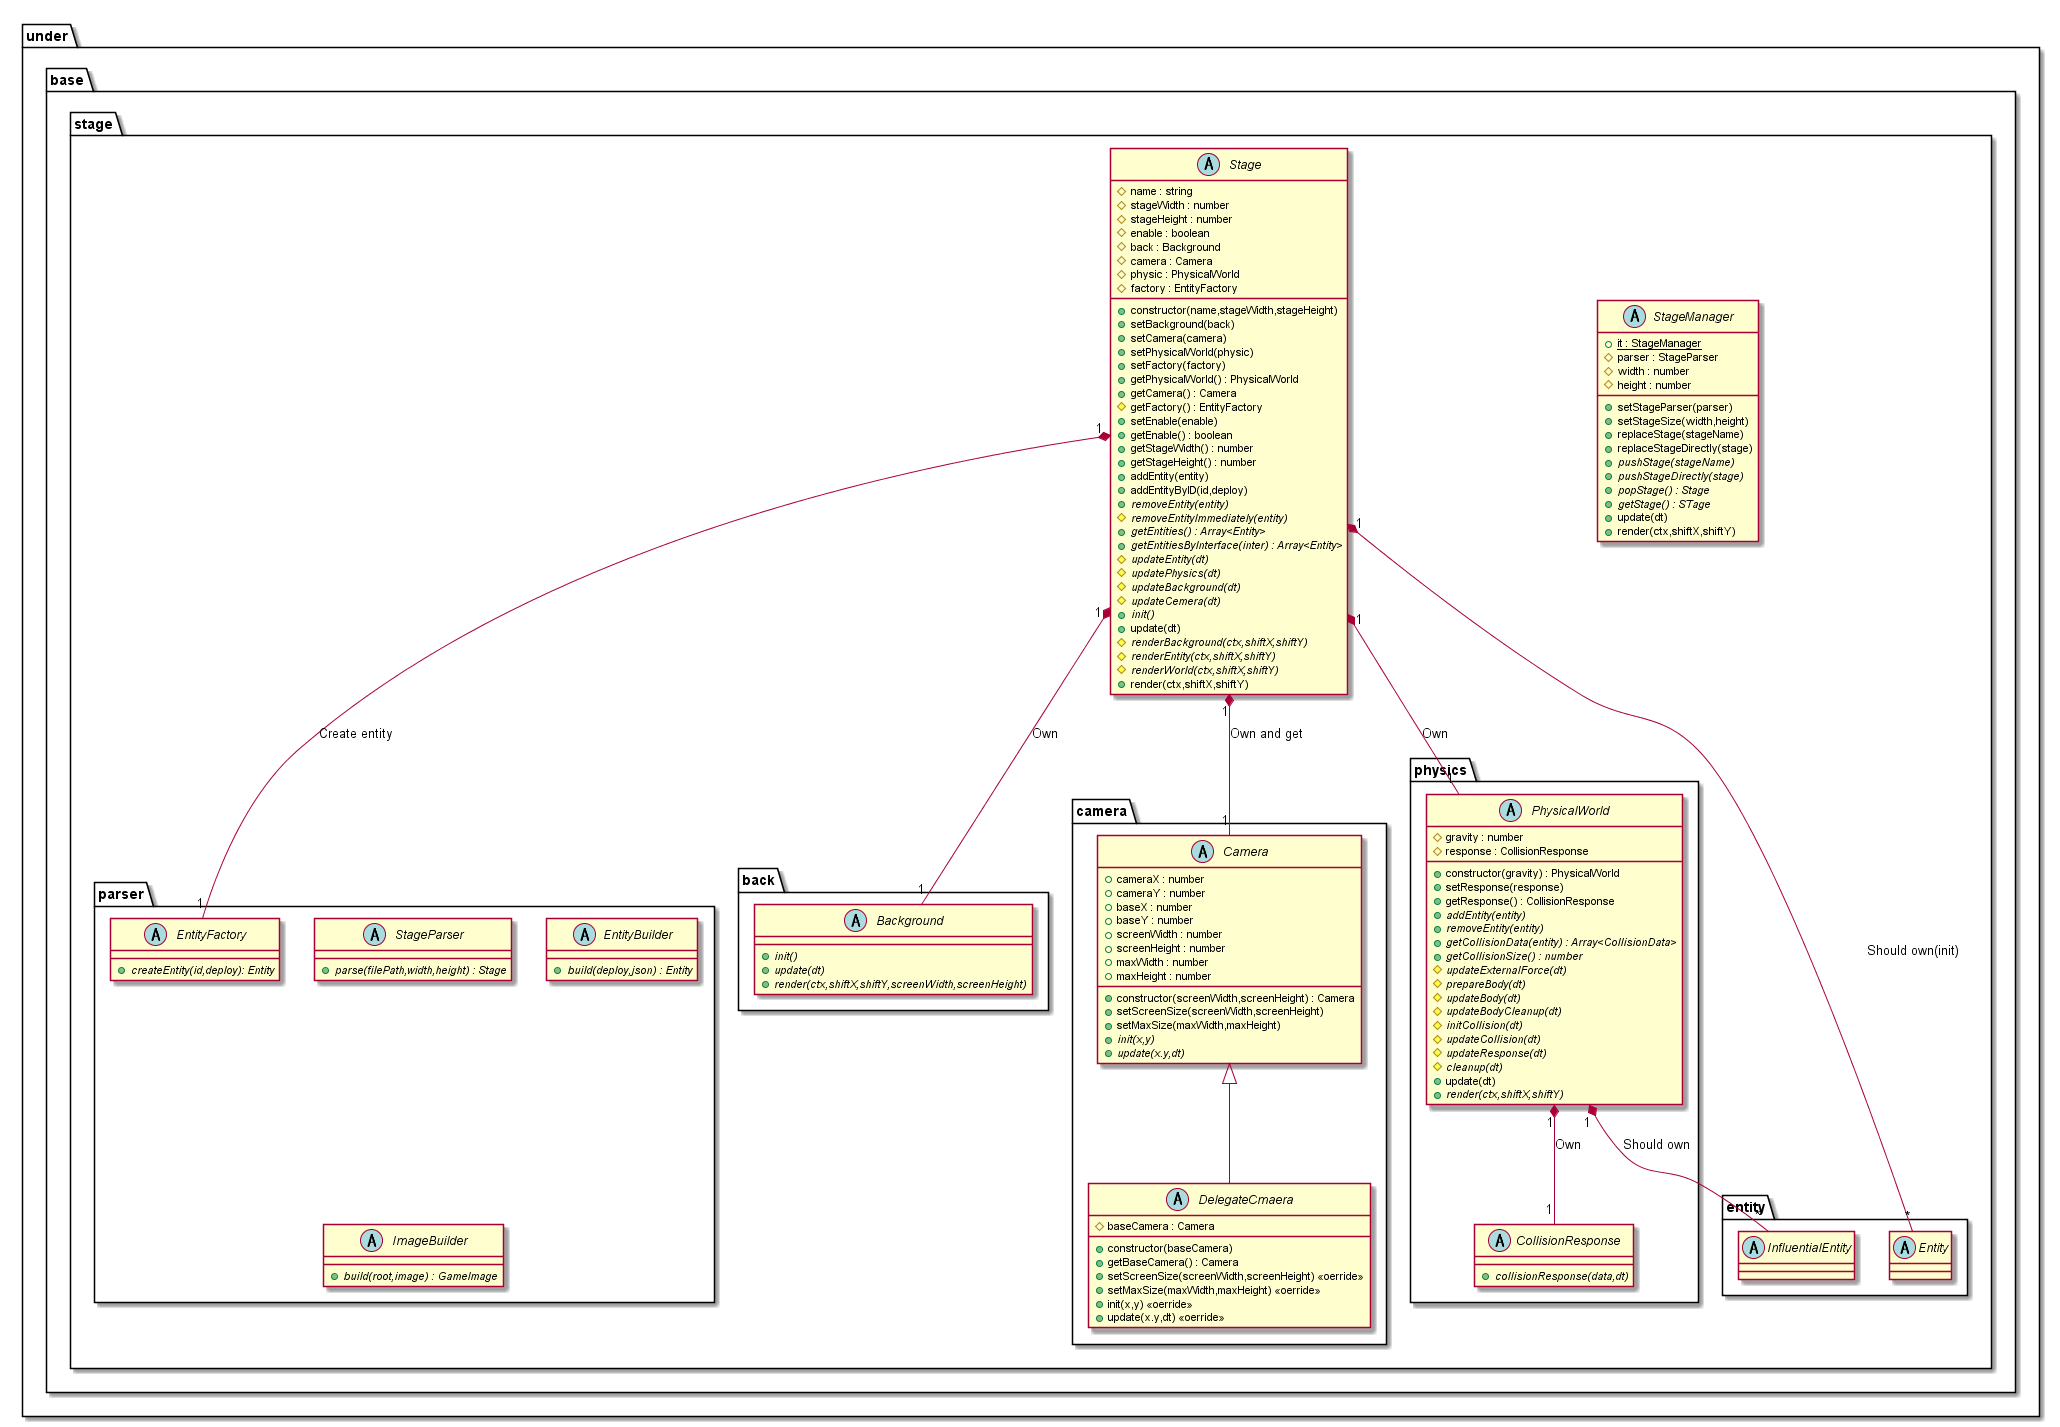 under
base
stage
A Stage
name : string
stageWidth : number
stageHeight : number
enable : boolean
back : Background
camera : Camera
physic : PhysicalWorld
factory : EntityFactory
constructor(name,stageWidth,stageHeight)
setBackground(back)
setCamera(camera)
setPhysicalWorld(physic)
setFactory(factory)
getPhysicalWorld() : PhysicalWorld
getCamera() : Camera
getFactory() : EntityFactory
setEnable(enable)
getEnable() : boolean
getStageWidth() : number
getStageHeight() : number
addEntity(entity)
addEntityByID(id,deploy)
removeEntity(entity)
removeEntityImmediately(entity)
getEntities() : Array<Entity>
getEntitiesByInterface(inter) : Array<Entity>
updateEntity(dt)
updatePhysics(dt)
updateBackground(dt)
updateCemera(dt)
init()
update(dt)
renderBackground(ctx,shiftX,shiftY)
renderEntity(ctx,shiftX,shiftY)
renderWorld(ctx,shiftX,shiftY)
render(ctx,shiftX,shiftY)
A StageManager
it : StageManager
parser : StageParser
width : number
height : number
setStageParser(parser)
setStageSize(width,height)
replaceStage(stageName)
replaceStageDirectly(stage)
pushStage(stageName)
pushStageDirectly(stage)
popStage() : Stage
getStage() : STage
update(dt)
render(ctx,shiftX,shiftY)
1
1
1
1
1
Create entity
Own
Own and get
Own
Should own(init)
1
1
1
1
*
parser
A EntityFactory
createEntity(id,deploy): Entity
A StageParser
parse(filePath,width,height) : Stage
A EntityBuilder
build(deploy,json) : Entity
A ImageBuilder
build(root,image) : GameImage
back
A Background
init()
update(dt)
render(ctx,shiftX,shiftY,screenWidth,screenHeight)
camera
A Camera
cameraX : number
cameraY : number
baseX : number
baseY : number
screenWidth : number
screenHeight : number
maxWidth : number
maxHeight : number
constructor(screenWidth,screenHeight) : Camera
setScreenSize(screenWidth,screenHeight)
setMaxSize(maxWidth,maxHeight)
init(x,y)
update(x.y,dt)
A DelegateCmaera
baseCamera : Camera
constructor(baseCamera)
getBaseCamera() : Camera
setScreenSize(screenWidth,screenHeight) «oerride»
setMaxSize(maxWidth,maxHeight) «oerride»
init(x,y) «oerride»
update(x.y,dt) «oerride»
physics
A PhysicalWorld
gravity : number
response : CollisionResponse
constructor(gravity) : PhysicalWorld
setResponse(response)
getResponse() : CollisionResponse
addEntity(entity)
removeEntity(entity)
getCollisionData(entity) : Array<CollisionData>
getCollisionSize() : number
updateExternalForce(dt)
prepareBody(dt)
updateBody(dt)
updateBodyCleanup(dt)
initCollision(dt)
updateCollision(dt)
updateResponse(dt)
cleanup(dt)
update(dt)
render(ctx,shiftX,shiftY)
1
1
Own
Should own
1
*
A CollisionResponse
collisionResponse(data,dt)
entity
A InfluentialEntity
A Entity